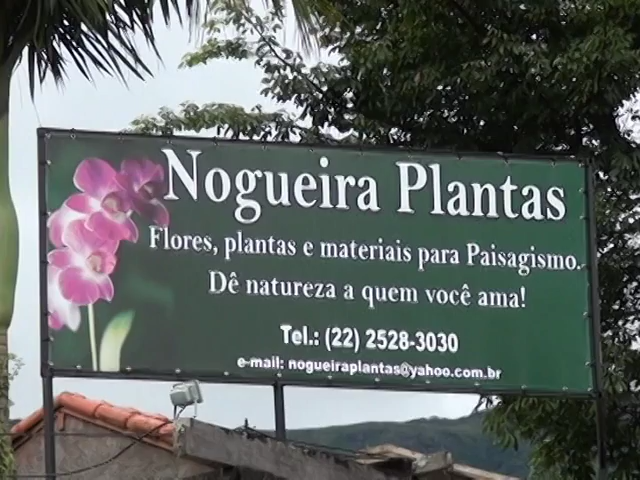 Nogueira Plantas
Flores, plantas e materiais para Paisagismo.
Dê natureza a quem você ama!
Tel.: (22) 2528-3030
e-mail: nogueiraplantas@yahoo.com.br